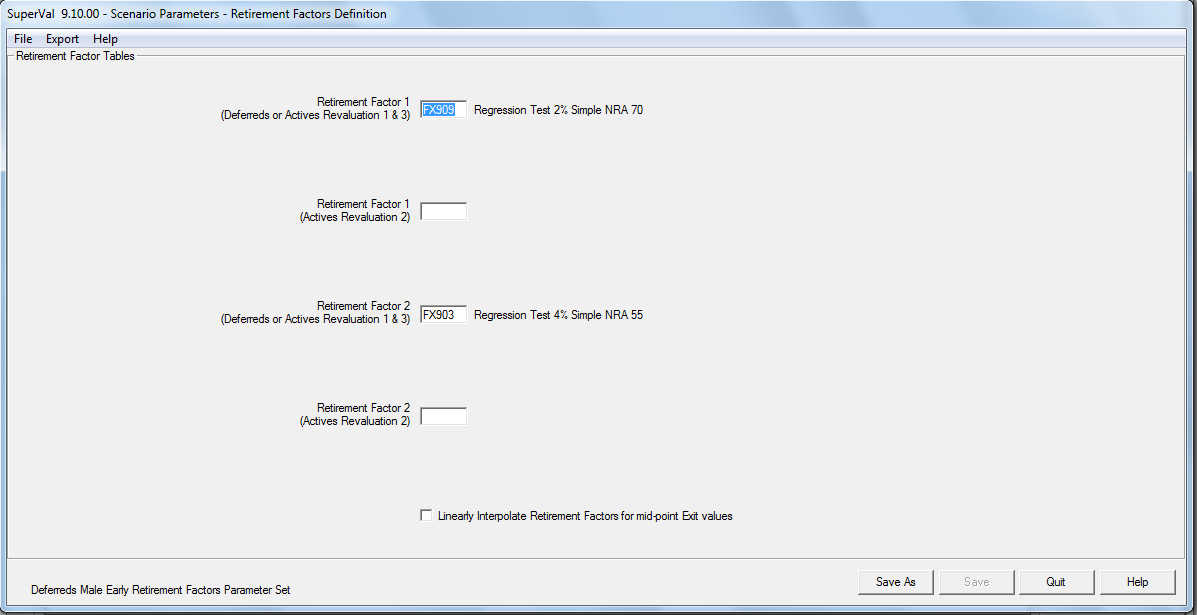 SuperVal 9.10.00 - Scenario Parameters - Retirement Factors Definition
File Export Help
Retirement Factor Tables
Retirement Factor 1
(Deferreds or Actives Revaluation 1 & 3) FX909 Regression Test 2% Simple NRA 70
Retirement Factor 1
(Actives Revaluation 2)
Retirement Factor 2
(Deferreds or Actives Revaluation 1 & 3) FX903 Regression Test 4% Simple NRA 55
Retirement Factor 2
(Actives Revaluation 2)
Linearly Interpolate Retirement Factors for mid-point Exit values
Deferreds Male Early Retirement Factors Parameter Set
Save As Save Quit Help